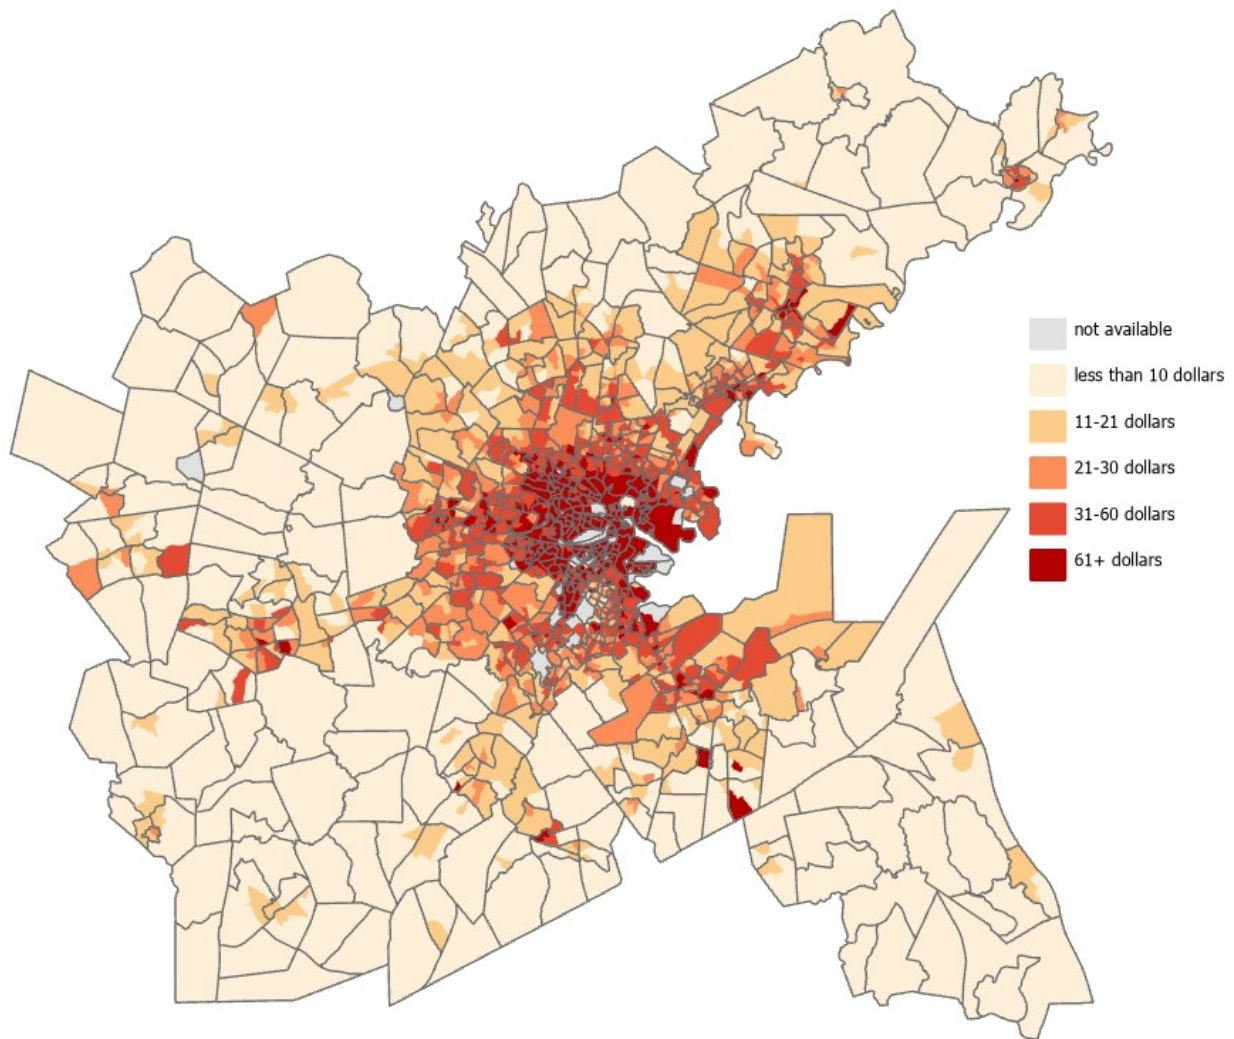 not available
less than 10 dollars
11-21 dollars
21-30 dollars
31-60 dollars
61+ dollars